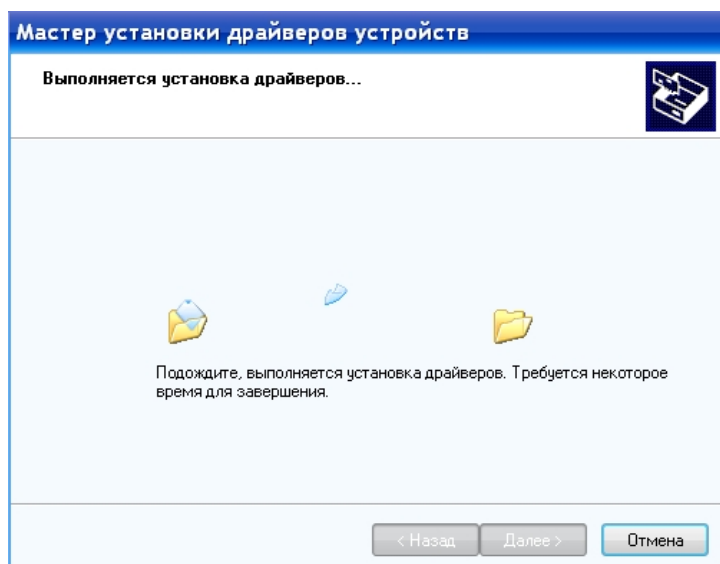 Мастер установки драйверов устройств
Выполняется установка драйверов...
Подождите, выполняется установка драйверов. Требуется некоторое
время для завершения.
< Назад Далее > Отмена